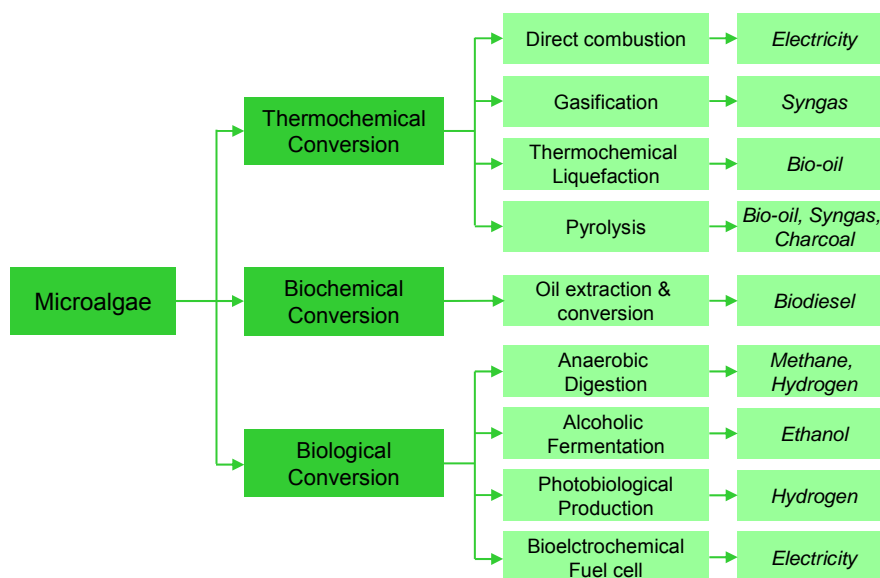 Microalgae
Thermochemical
Conversion
Direct combustion
Electricity
Gasification
Syngas
Thermochemical
Liquefaction
Bio-oil
Pyrolysis
Bio-oil, Syngas,
Charcoal
Biochemical
Conversion
Oil extraction &
conversion
Biodiesel
Biological
Conversion
Anaerobic
Digestion
Methane,
Hydrogen
Alcoholic
Fermentation
Ethanol
Photobiological
Production
Hydrogen
Bioelctrochemical
Fuel cell
Electricity